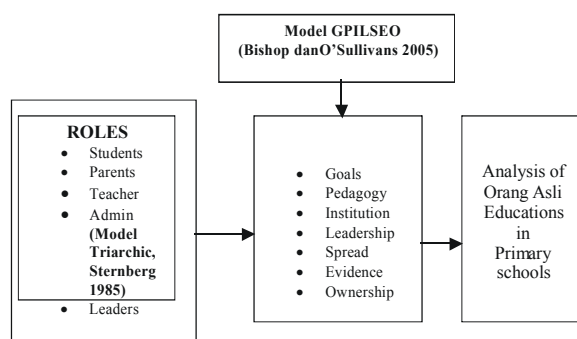 Model GPILSEO
(Bishop danO’Sullivans 2005)
ROLES
• Students
• Parents
• Teacher
• Admin
(Model
Triarchic,
Sternberg
1985)
• Leaders
• Goals
• Pedagogy
• Institution
• Leadership
• Spread
• Evidence
• Ownership
Analysis of
Orang Asli
Educations
in
Primary
schools